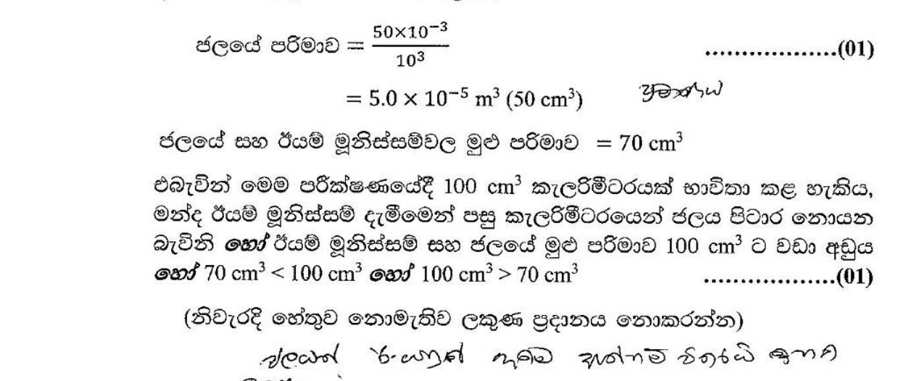 ජලයේ පරිමාව = 50×10⁻³ / 10³ ..................(01)
= 5.0 × 10⁻⁵ m³ (50 cm³)
ජලයේ සහ ඊයම් මූනිස්සම්වල මුළු පරිමාව = 70 cm³
එබැවින් මෙම පරීක්ෂණයේදී 100 cm³ කැලරිමීටරයක් භාවිතා කළ හැකිය,
මන්ද ඊයම් මූනිස්සම් දැමීමෙන් පසු කැලරිමීටරයෙන් ජලය පිටාර නොයන
බැවිනි හෝ ඊයම් මූනිස්සම් සහ ජලයේ මුළු පරිමාව 100 cm³ ට වඩා අඩුය
හෝ 70 cm³ < 100 cm³ හෝ 100 cm³ > 70 cm³ ..................(01)
(නිවැරදි හේතුව නොමැතිව ලකුණ ප්‍රදානය නොකරන්න)